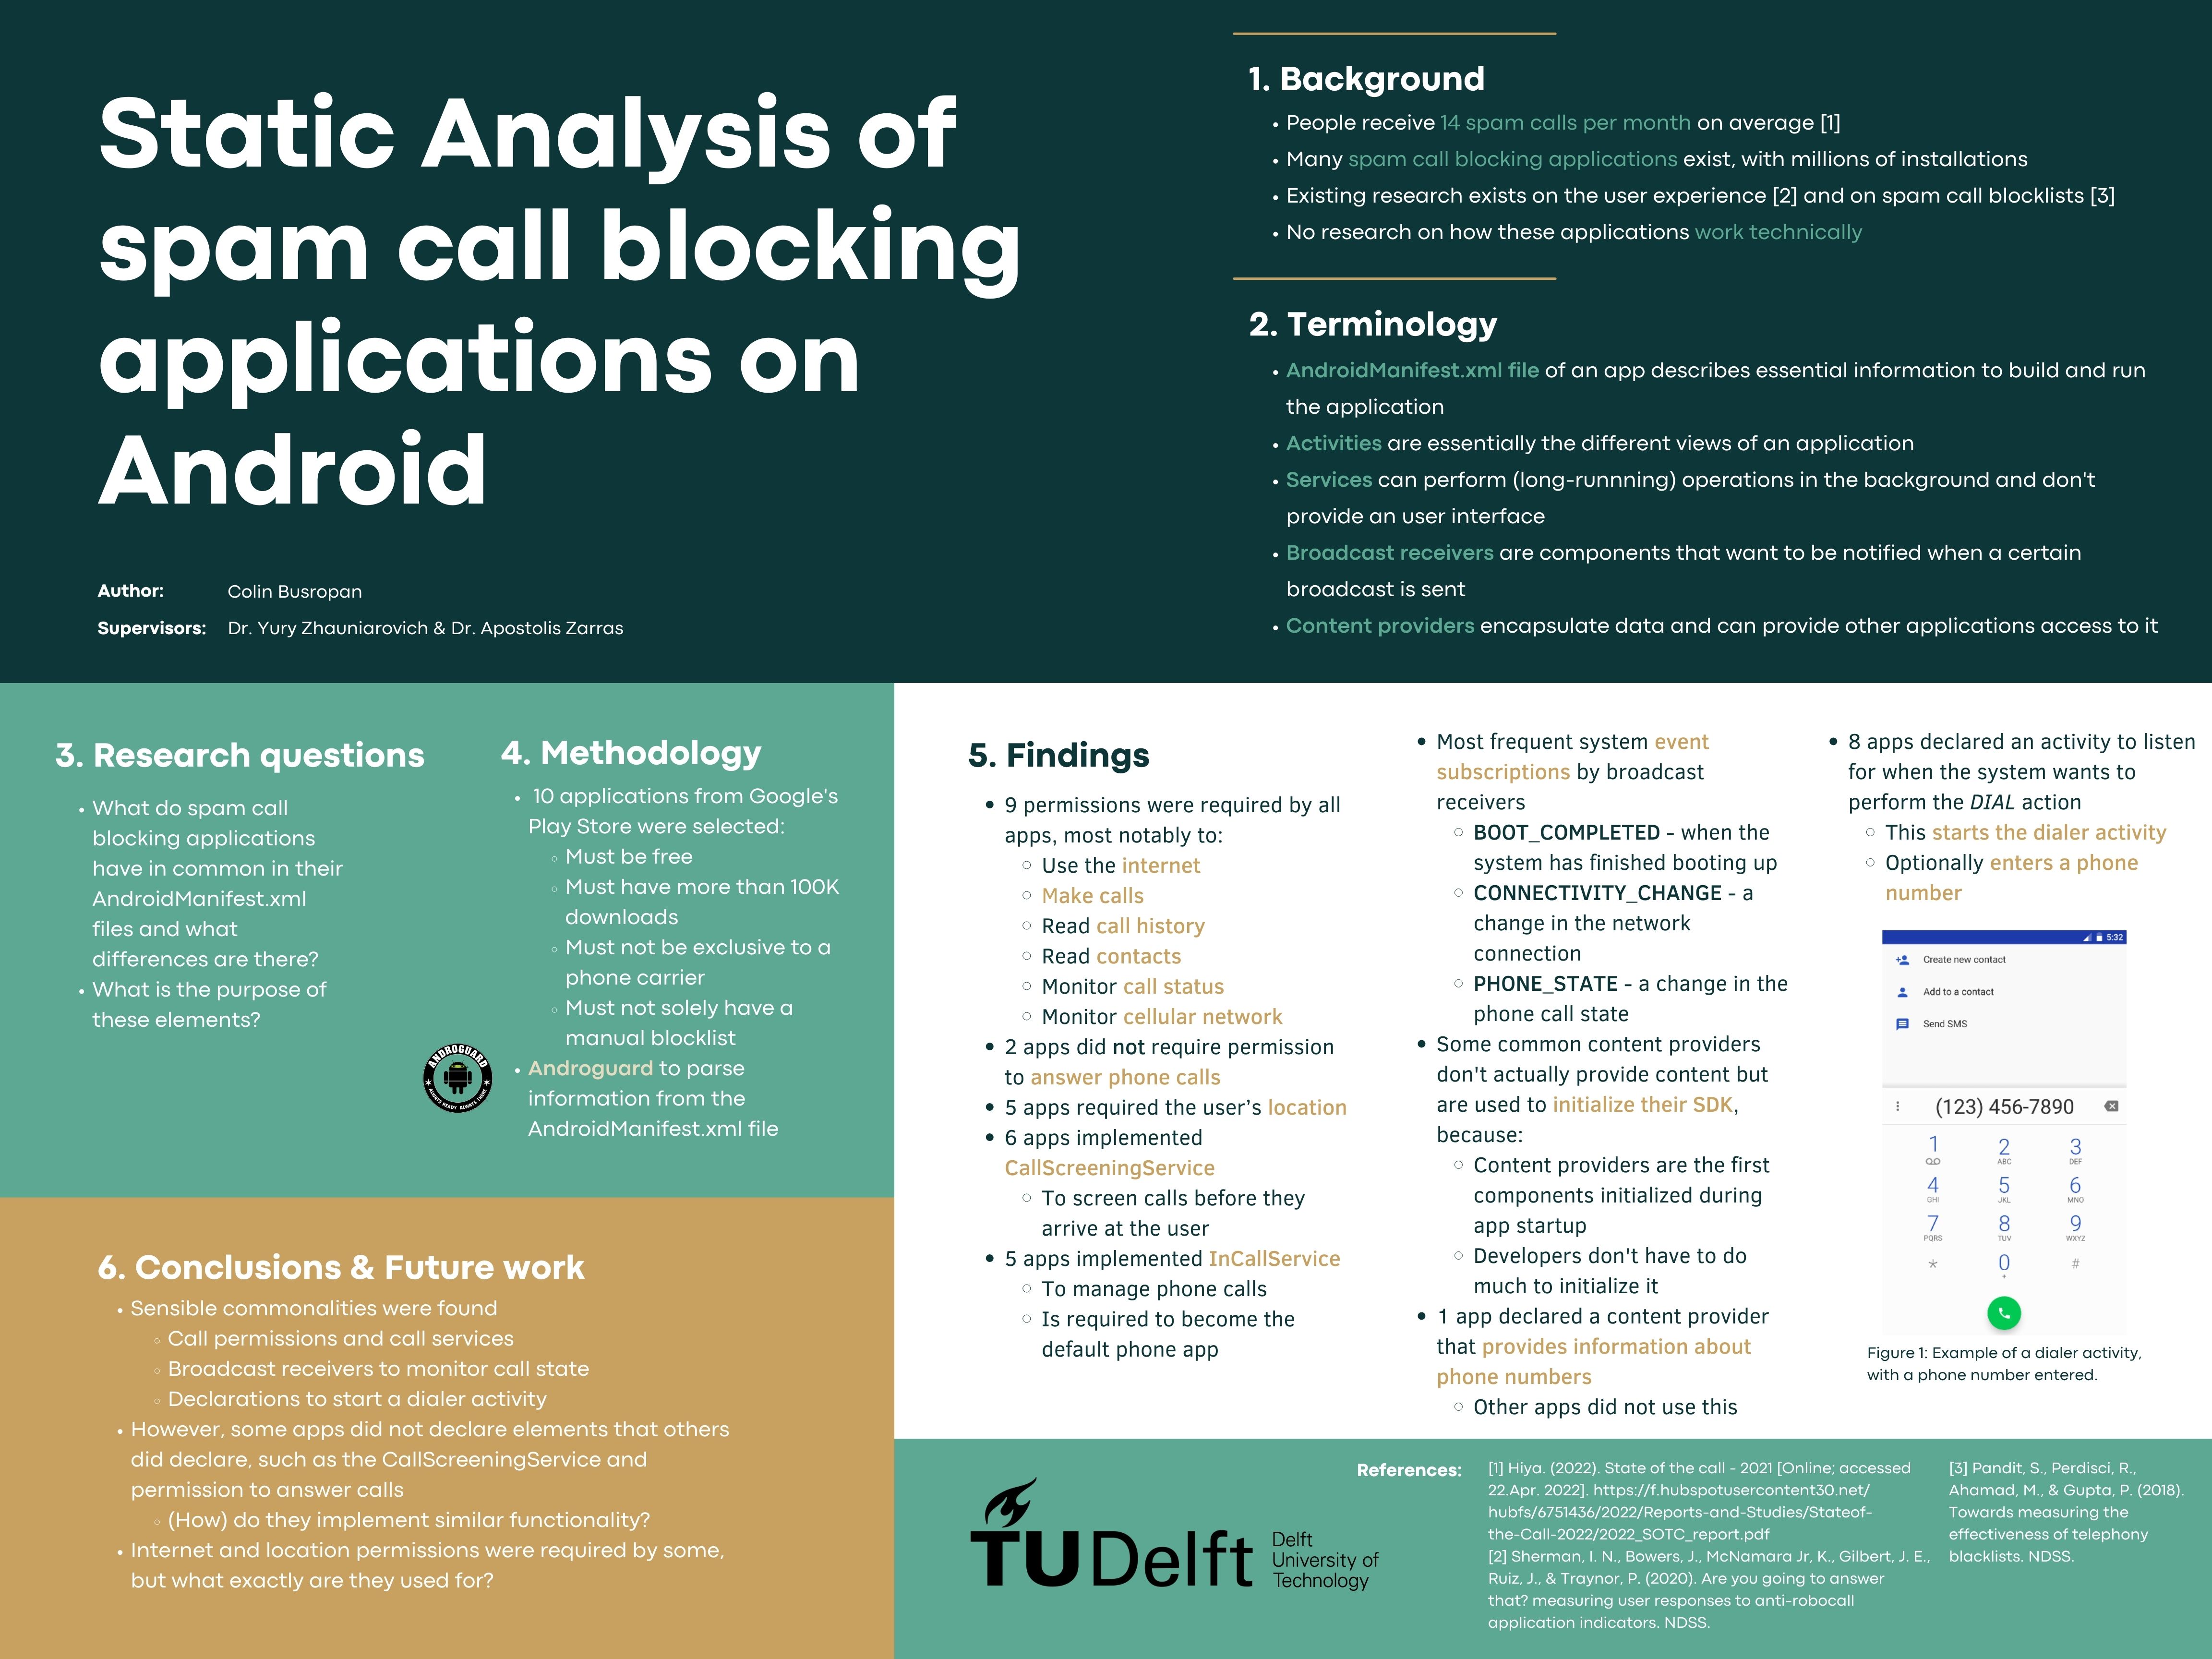 Static Analysis of
spam call blocking
applications on
Android
Author: Colin Busropan
Supervisors: Dr. Yury Zhauniarovich & Dr. Apostolis Zarras
1. Background
• People receive 14 spam calls per month on average [1]
• Many spam call blocking applications exist, with millions of installations
• Existing research exists on the user experience [2] and on spam call blocklists [3]
• No research on how these applications work technically
2. Terminology
• AndroidManifest.xml file of an app describes essential information to build and run
the application
• Activities are essentially the different views of an application
• Services can perform (long-runnning) operations in the background and don't
provide an user interface
• Broadcast receivers are components that want to be notified when a certain
broadcast is sent
• Content providers encapsulate data and can provide other applications access to it
3. Research questions
• What do spam call
blocking applications
have in common in their
AndroidManifest.xml
files and what
differences are there?
• What is the purpose of
these elements?
4. Methodology
• 10 applications from Google's
Play Store were selected:
◦ Must be free
◦ Must have more than 100K
downloads
◦ Must not be exclusive to a
phone carrier
◦ Must not solely have a
manual blocklist
• Androguard to parse
information from the
AndroidManifest.xml file
ANDROGUARD
ALWAYS READY ALWAYS THERE
5. Findings
• 9 permissions were required by all
apps, most notably to:
◦ Use the internet
◦ Make calls
◦ Read call history
◦ Read contacts
◦ Monitor call status
◦ Monitor cellular network
• 2 apps did not require permission
to answer phone calls
• 5 apps required the user’s location
• 6 apps implemented
CallScreeningService
◦ To screen calls before they
arrive at the user
• 5 apps implemented InCallService
◦ To manage phone calls
◦ Is required to become the
default phone app
• Most frequent system event
subscriptions by broadcast
receivers
◦ BOOT_COMPLETED - when the
system has finished booting up
◦ CONNECTIVITY_CHANGE - a
change in the network
connection
◦ PHONE_STATE - a change in the
phone call state
• Some common content providers
don't actually provide content but
are used to initialize their SDK,
because:
◦ Content providers are the first
components initialized during
app startup
◦ Developers don't have to do
much to initialize it
• 1 app declared a content provider
that provides information about
phone numbers
◦ Other apps did not use this
• 8 apps declared an activity to listen
for when the system wants to
perform the DIAL action
◦ This starts the dialer activity
◦ Optionally enters a phone
number
5:32
Create new contact
Add to a contact
Send SMS
(123) 456-7890
1 2 3
ABC DEF
4 5 6
GHI JKL MNO
7 8 9
PQRS TUV WXYZ
* 0 #
+
Figure 1: Example of a dialer activity,
with a phone number entered.
6. Conclusions & Future work
• Sensible commonalities were found
◦ Call permissions and call services
◦ Broadcast receivers to monitor call state
◦ Declarations to start a dialer activity
• However, some apps did not declare elements that others
did declare, such as the CallScreeningService and
permission to answer calls
◦ (How) do they implement similar functionality?
• Internet and location permissions were required by some,
but what exactly are they used for?
TUDelft
Delft
University of
Technology
References:
[1] Hiya. (2022). State of the call - 2021 [Online; accessed
22.Apr. 2022]. https://f.hubspotusercontent30.net/
hubfs/6751436/2022/Reports-and-Studies/Stateof-
the-Call-2022/2022_SOTC_report.pdf
[2] Sherman, I. N., Bowers, J., McNamara Jr, K., Gilbert, J. E.,
Ruiz, J., & Traynor, P. (2020). Are you going to answer
that? measuring user responses to anti-robocall
application indicators. NDSS.
[3] Pandit, S., Perdisci, R.,
Ahamad, M., & Gupta, P. (2018).
Towards measuring the
effectiveness of telephony
blacklists. NDSS.